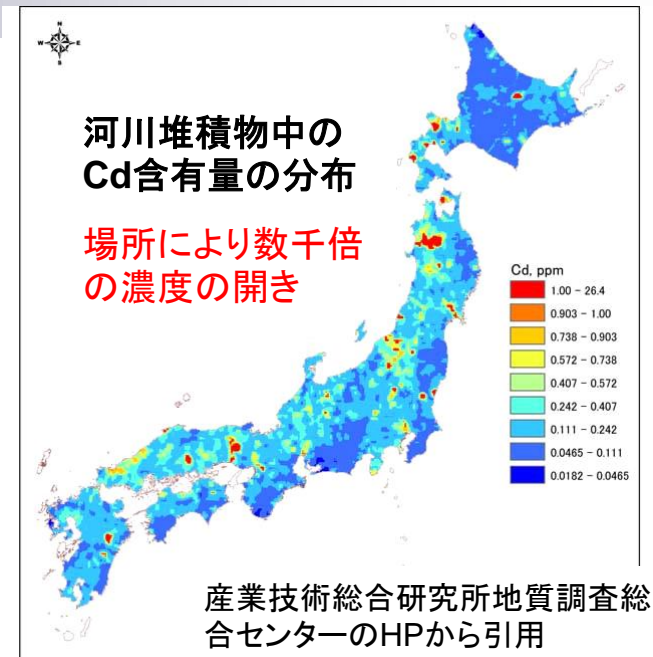 N
W E
S
河川堆積物中の
Cd含有量の分布
場所により数千倍
の濃度の開き
Cd, ppm
1.00 - 26.4
0.903 - 1.00
0.738 - 0.903
0.572 - 0.738
0.407 - 0.572
0.242 - 0.407
0.111 - 0.242
0.0465 - 0.111
0.0182 - 0.0465
産業技術総合研究所地質調査総
合センターのHPから引用